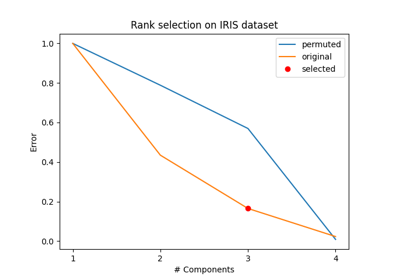 Rank selection on IRIS dataset
permuted
original
selected
1.0
0.8
0.6
0.4
0.2
0.0
Error
1
2
3
4
# Components